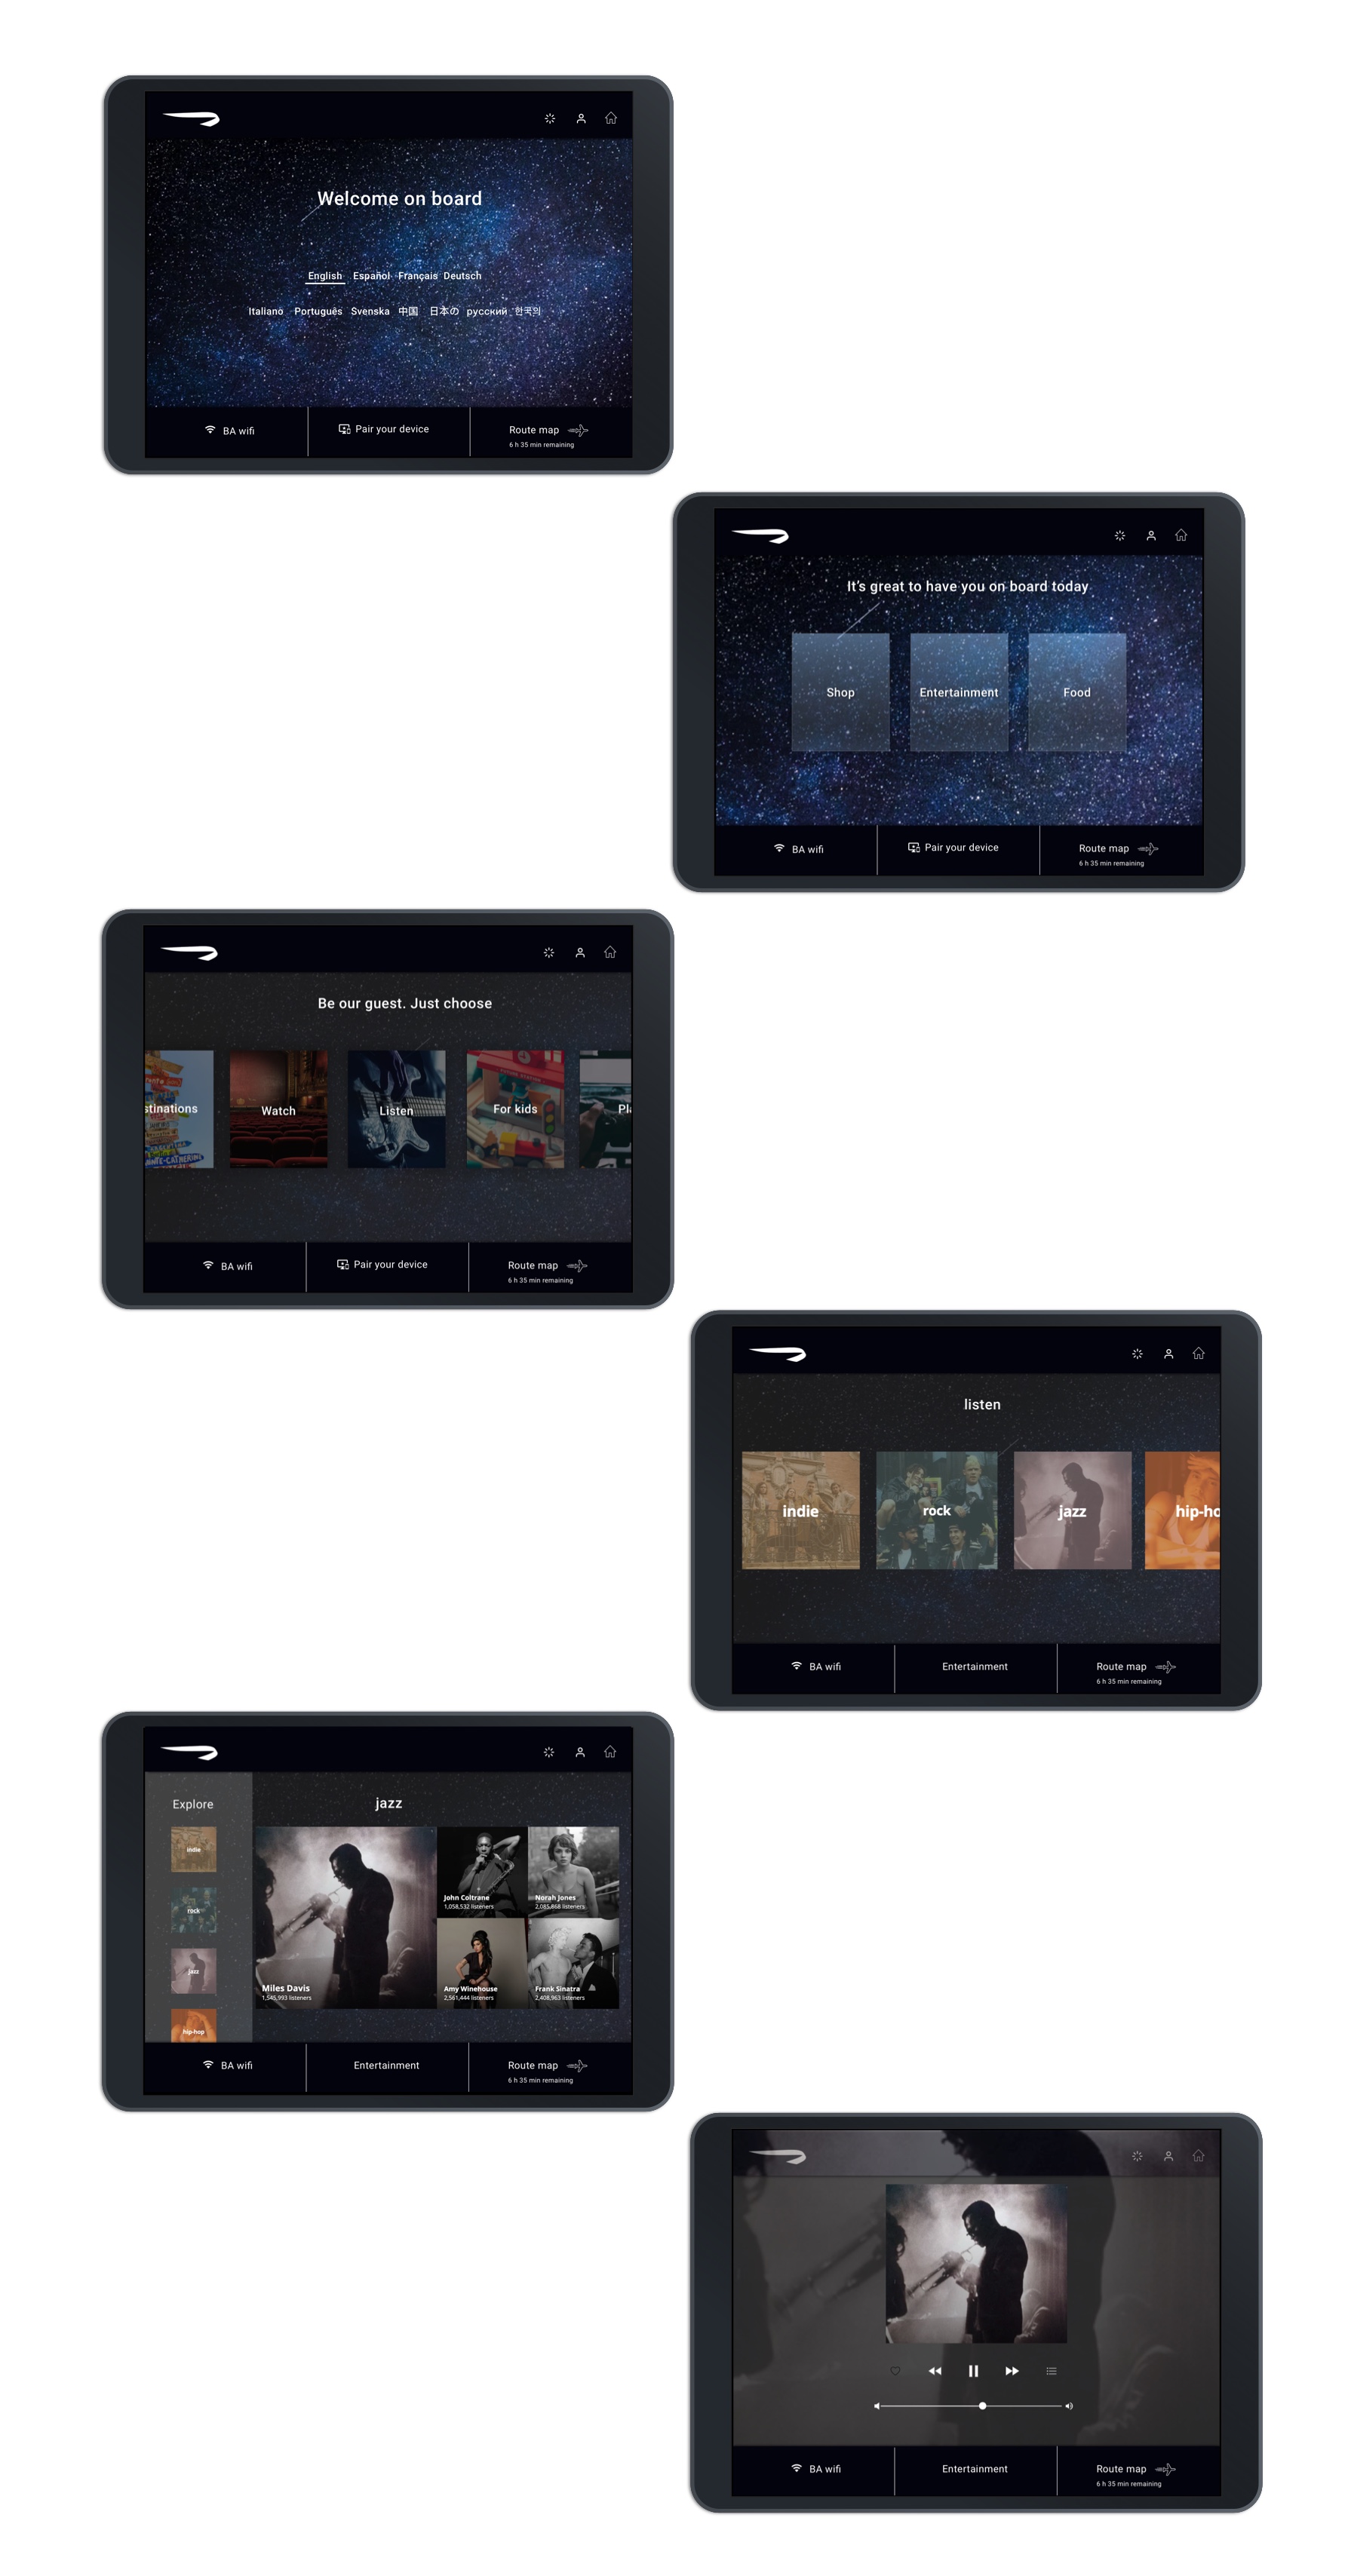 Welcome on board
English Español Français Deutsch
Italiano Português Svenska 中国 日本の русский 한국의
BA wifi
Pair your device
Route map
6 h 35 min remaining
It's great to have you on board today
Shop
Entertainment
Food
BA wifi
Pair your device
Route map
6 h 35 min remaining
Be our guest. Just choose
stinations
Watch
Listen
For kids
Pl
BA wifi
Pair your device
Route map
6 h 35 min remaining
listen
indie
rock
jazz
hip-ho
BA wifi
Entertainment
Route map
6 h 35 min remaining
Explore
jazz
indie
rock
jazz
hip-hop
John Coltrane
1,058,532 listeners
Norah Jones
2,085,868 listeners
Miles Davis
1,545,993 listeners
Amy Winehouse
2,561,444 listeners
Frank Sinatra
2,408,963 listeners
BA wifi
Entertainment
Route map
6 h 35 min remaining
BA wifi
Entertainment
Route map
6 h 35 min remaining